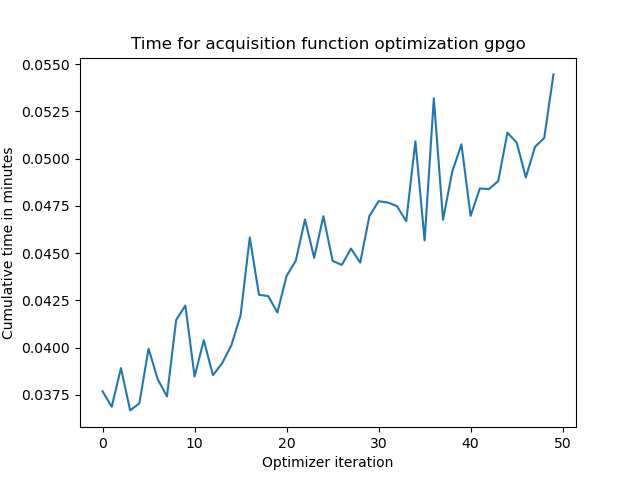 Time for acquisition function optimization gpgo
0.0550
0.0525
0.0500
0.0475
0.0450
0.0425
0.0400
0.0375
Cumulative time in minutes
0 10 20 30 40 50
Optimizer iteration